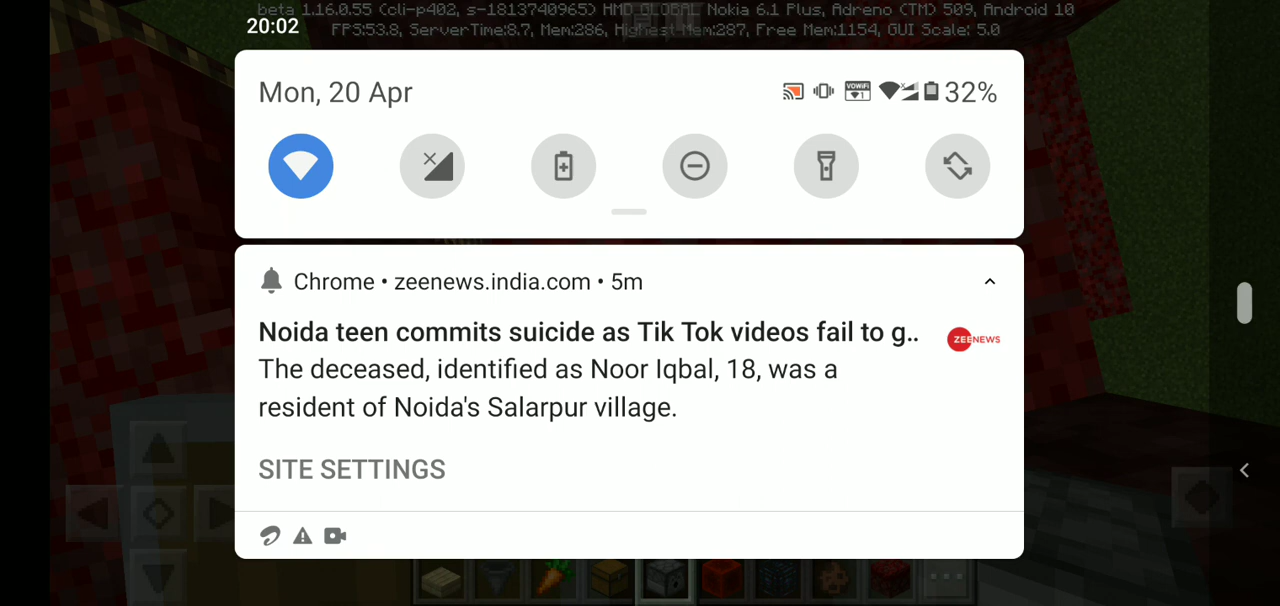 beta 1.16.0.55 (Coli-p402, s-1813740965) HMD GLOBAL Nokia 6.1 Plus, Adreno (TM) 509, Android 10
20:02
FPS:53.8, ServerTime:8.7, Mem:286, Highest Mem:287, Free Mem:1154, GUI Scale: 5.0
Mon, 20 Apr
VOWIFI
1
32%
Chrome • zeenews.india.com • 5m
Noida teen commits suicide as Tik Tok videos fail to g..
ZEENEWS
The deceased, identified as Noor Iqbal, 18, was a
resident of Noida's Salarpur village.
SITE SETTINGS